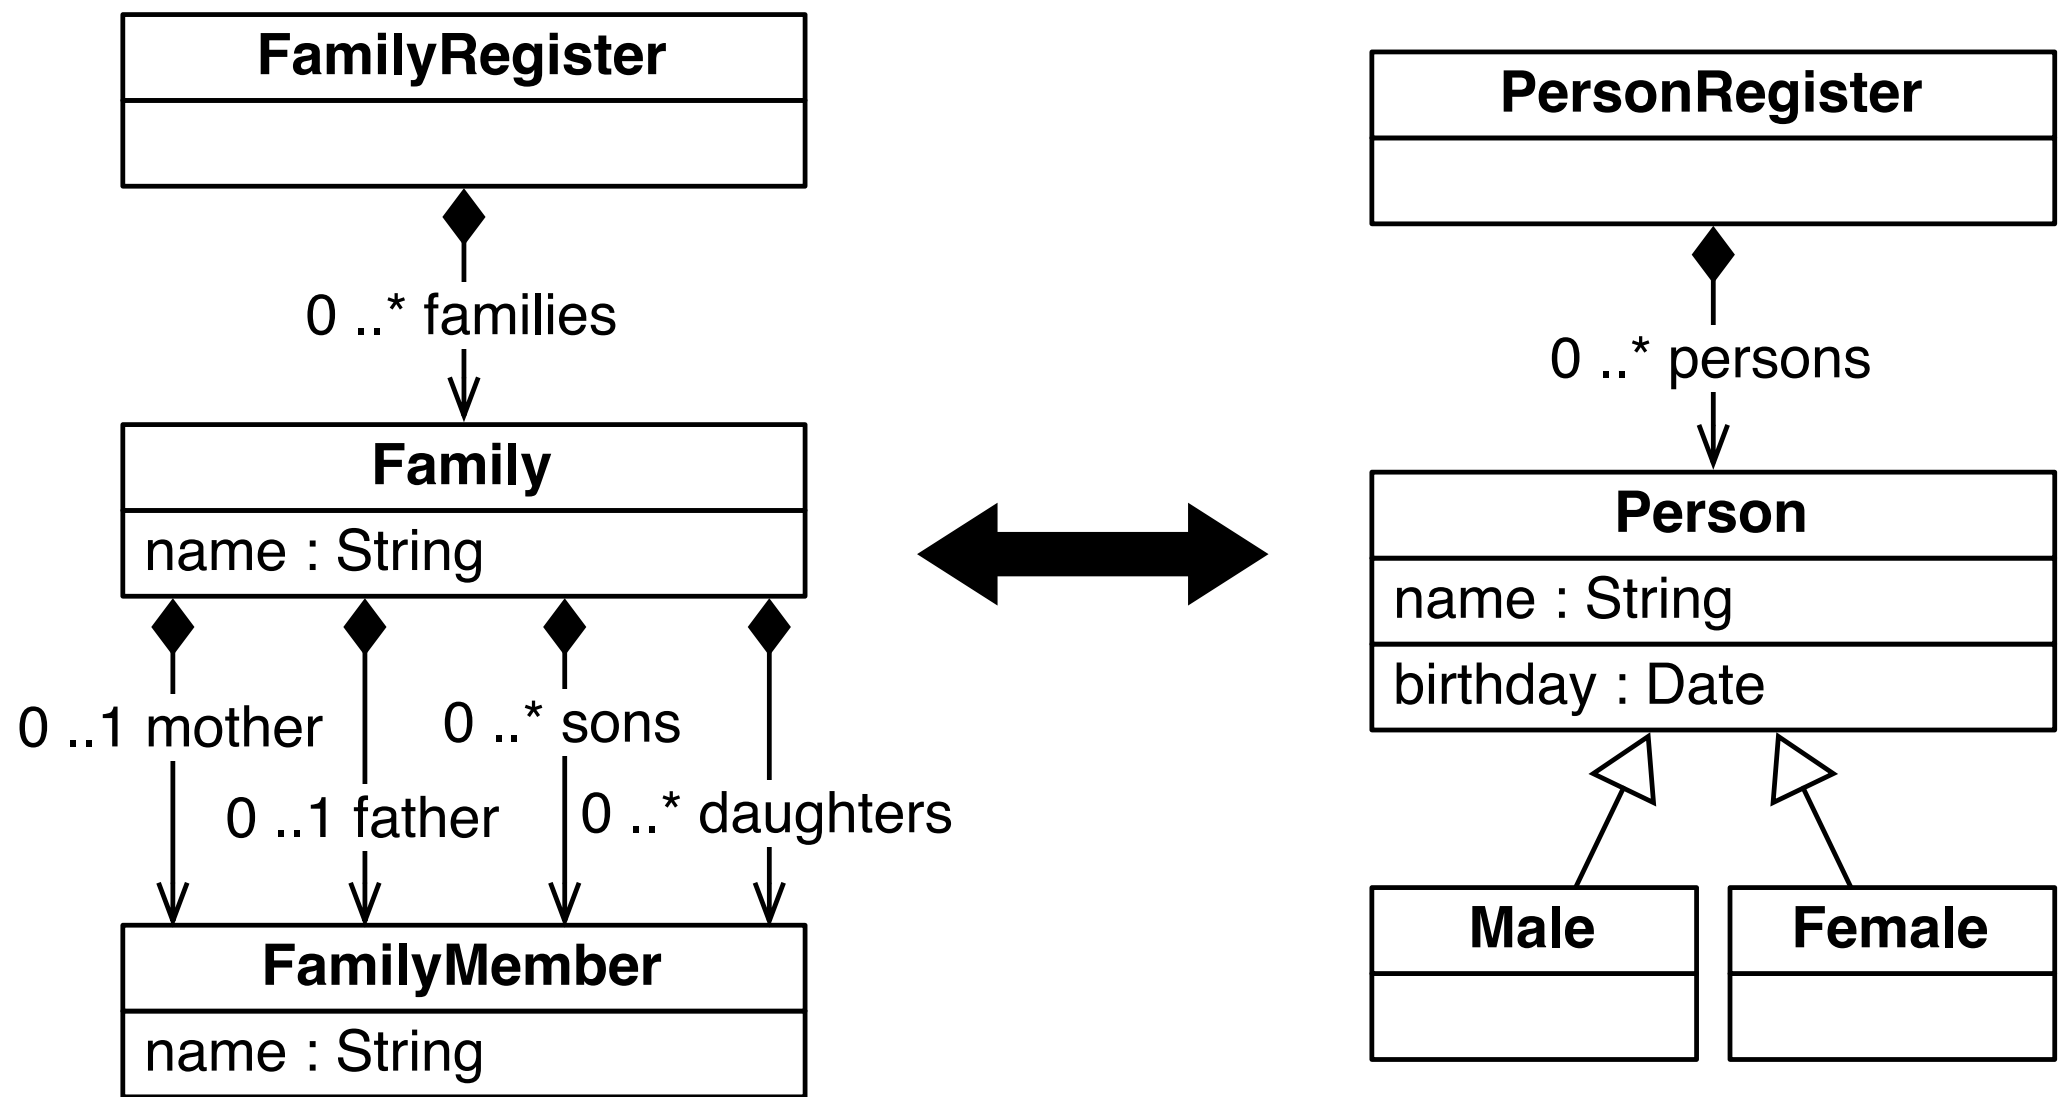 FamilyRegister
0 ..* families
Family
name : String
0 ..1 mother
0 ..* sons
0 ..1 father
0 ..* daughters
FamilyMember
name : String
PersonRegister
0 ..* persons
Person
name : String
birthday : Date
Male
Female